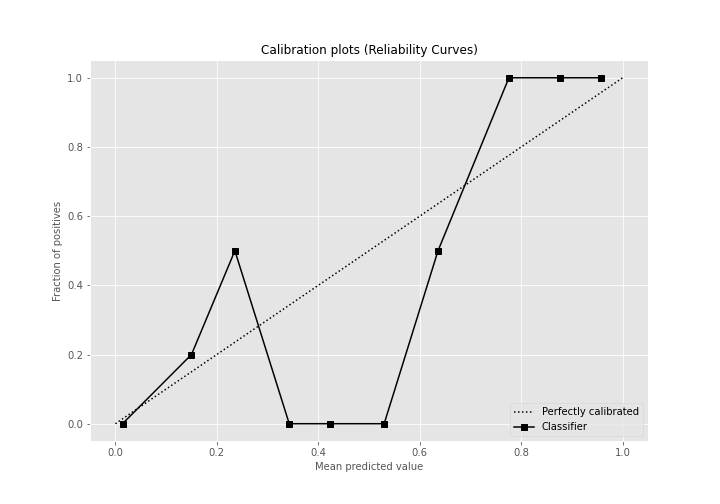 Calibration plots (Reliability Curves)
1.0
0.8
0.6
0.4
0.2
0.0
Fraction of positives
0.0 0.2 0.4 0.6 0.8 1.0
Mean predicted value
Perfectly calibrated
Classifier